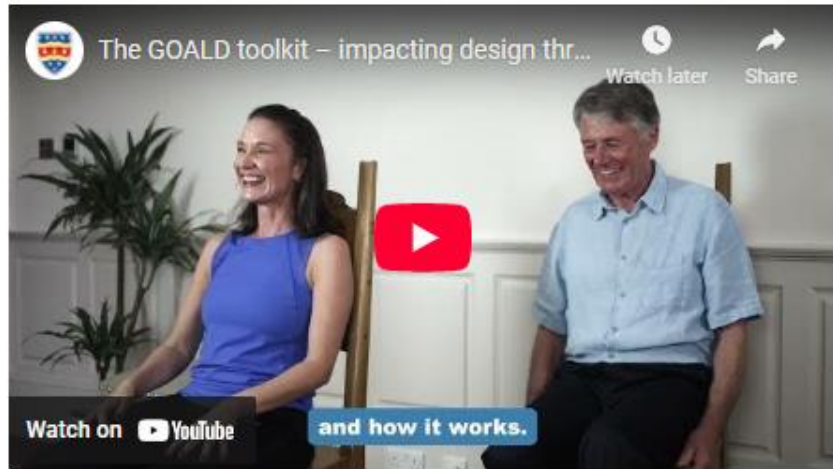 The GOALD toolkit – impacting design thr...
Watch later
Share
and how it works.
Watch on YouTube